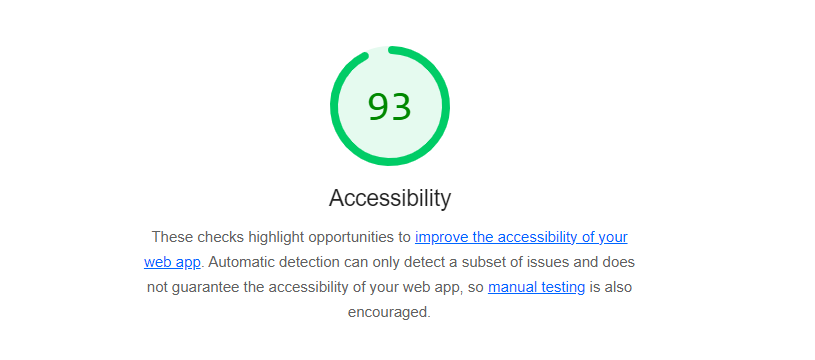 93
Accessibility
These checks highlight opportunities to improve the accessibility of your
web app. Automatic detection can only detect a subset of issues and does
not guarantee the accessibility of your web app, so manual testing is also
encouraged.